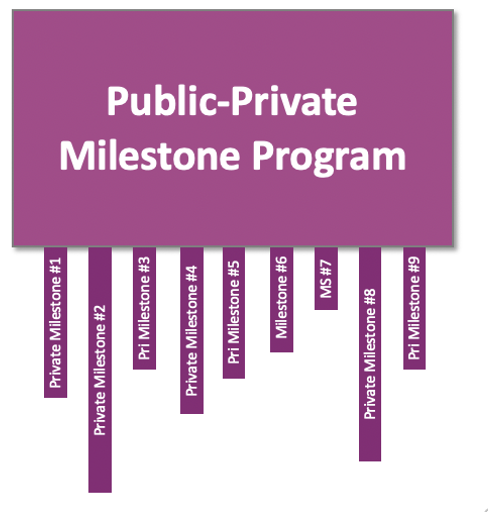 Public-Private
Milestone Program
Private Milestone #1
Private Milestone #2
Pri Milestone #3
Private Milestone #4
Pri Milestone #5
Milestone #6
MS #7
Private Milestone #8
Pri Milestone #9